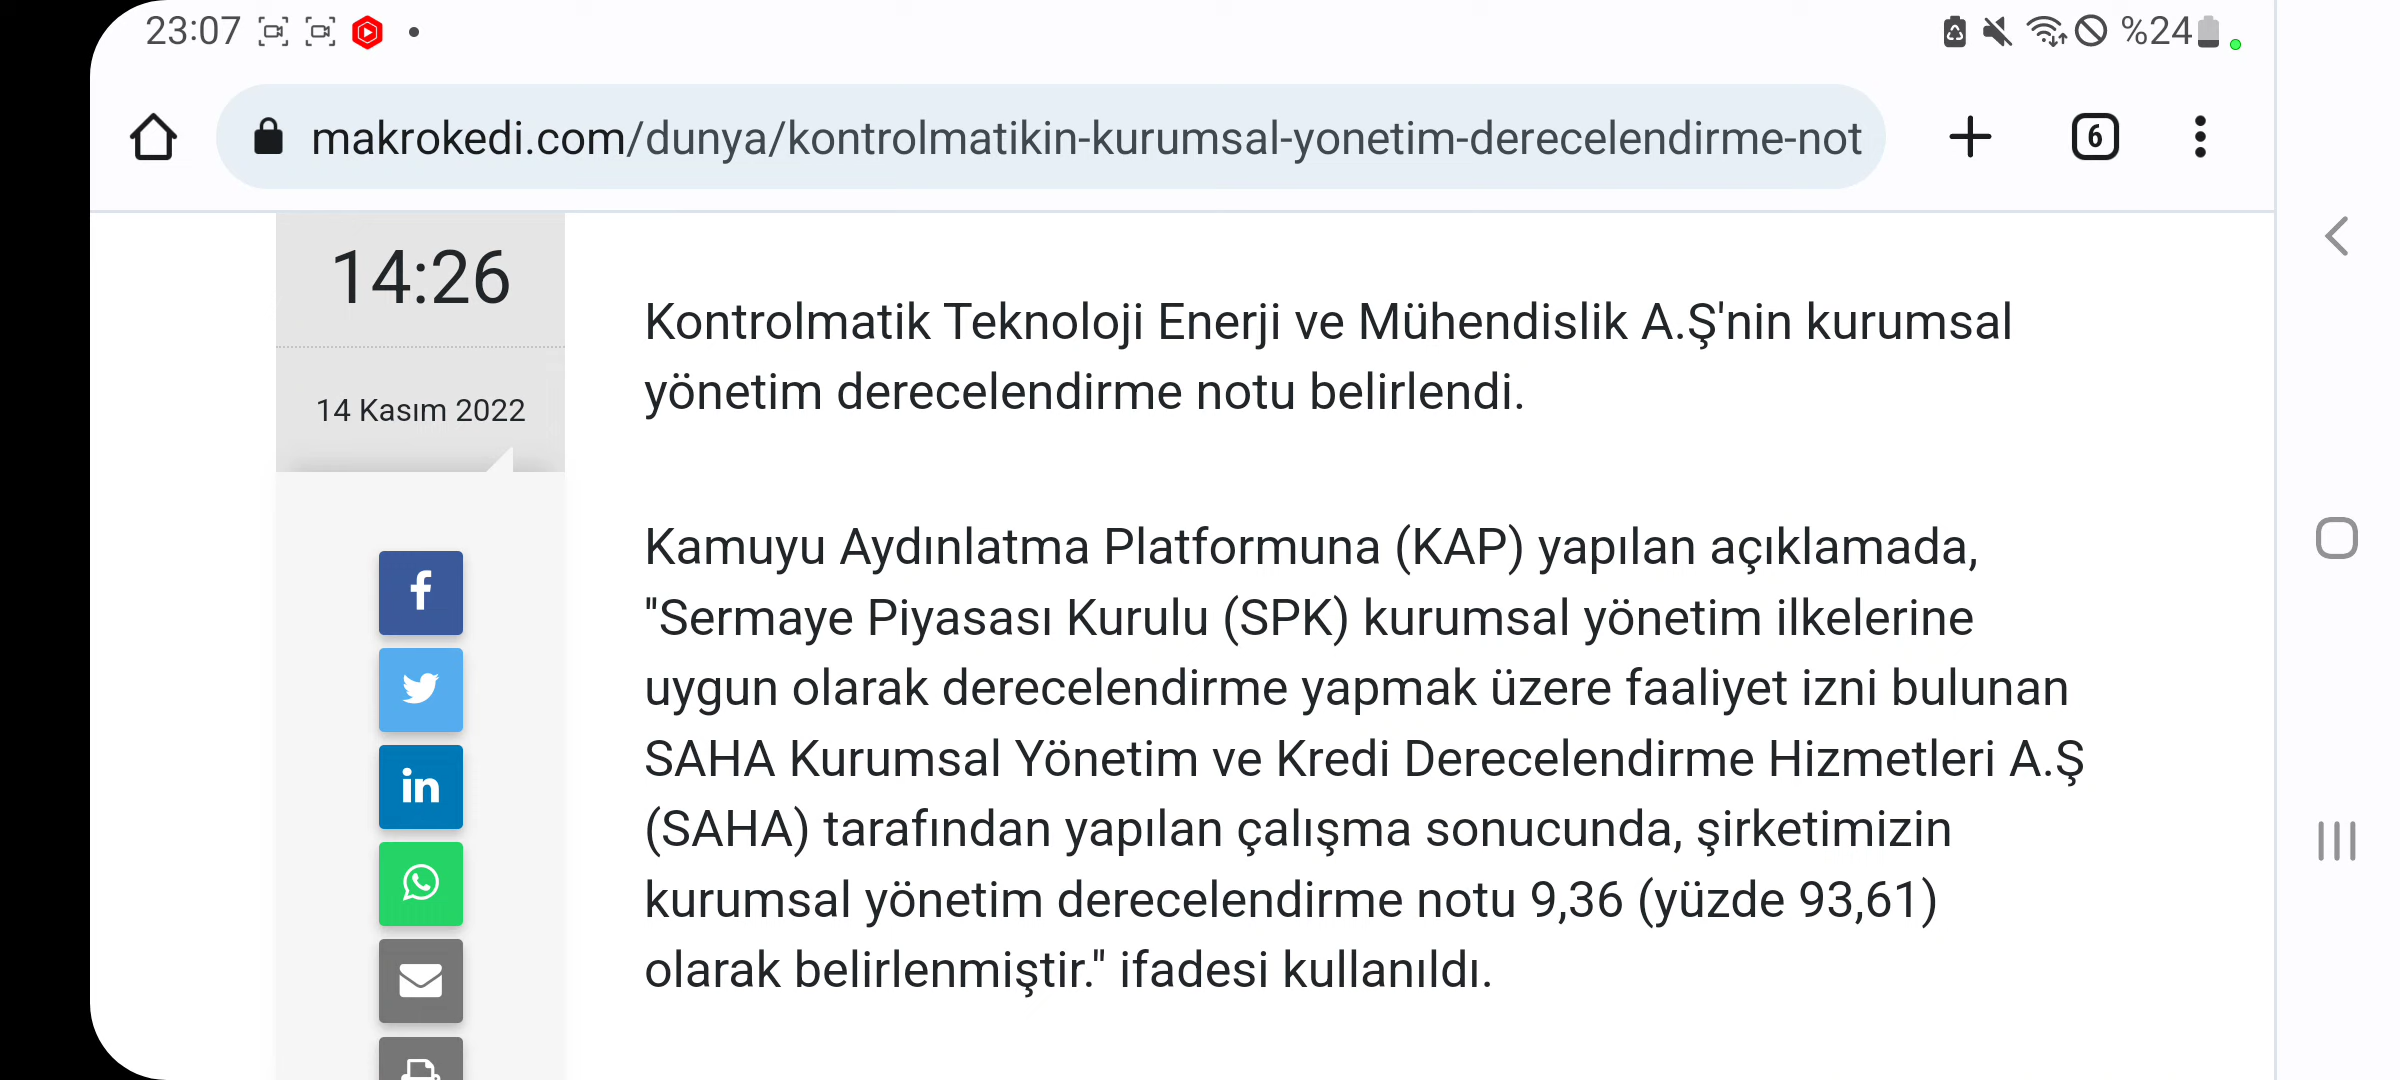 23:07
%24
makrokedi.com/dunya/kontrolmatikin-kurumsal-yonetim-derecelendirme-not
6
14:26
14 Kasım 2022
Kontrolmatik Teknoloji Enerji ve Mühendislik A.Ş'nin kurumsal
yönetim derecelendirme notu belirlendi.
Kamuyu Aydınlatma Platformuna (KAP) yapılan açıklamada,
"Sermaye Piyasası Kurulu (SPK) kurumsal yönetim ilkelerine
uygun olarak derecelendirme yapmak üzere faaliyet izni bulunan
SAHA Kurumsal Yönetim ve Kredi Derecelendirme Hizmetleri A.Ş
(SAHA) tarafından yapılan çalışma sonucunda, şirketimizin
kurumsal yönetim derecelendirme notu 9,36 (yüzde 93,61)
olarak belirlenmiştir." ifadesi kullanıldı.